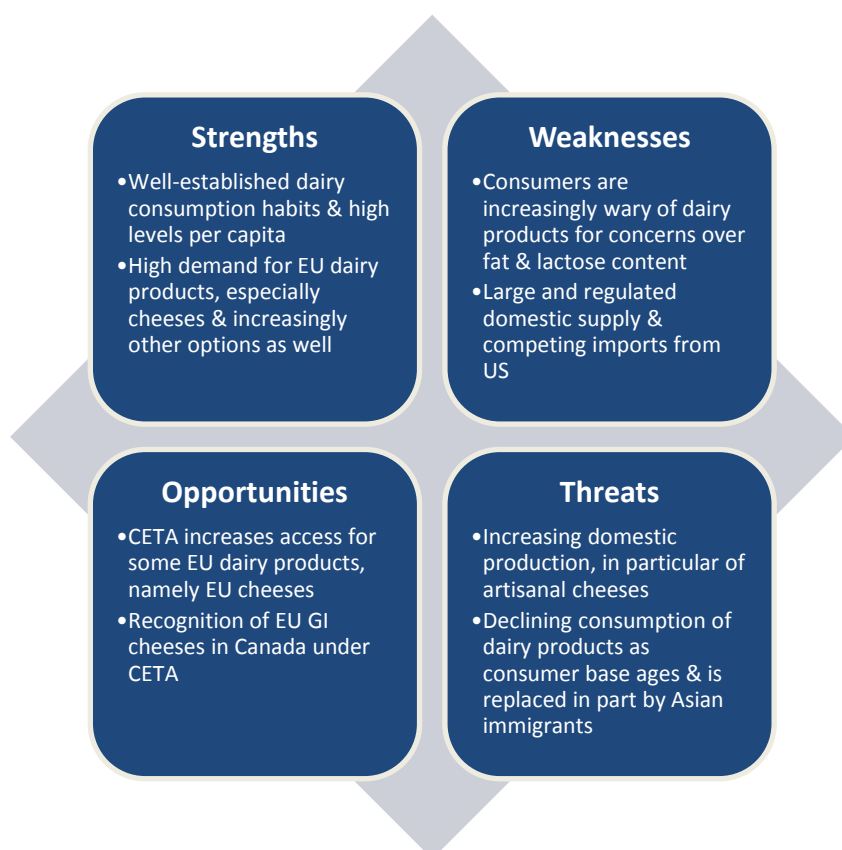 Strengths
•Well-established dairy
consumption habits & high
levels per capita
•High demand for EU dairy
products, especially
cheeses & increasingly
other options as well
Weaknesses
•Consumers are
increasingly wary of dairy
products for concerns over
fat & lactose content
•Large and regulated
domestic supply &
competing imports from
US
Opportunities
•CETA increases access for
some EU dairy products,
namely EU cheeses
•Recognition of EU GI
cheeses in Canada under
CETA
Threats
•Increasing domestic
production, in particular of
artisanal cheeses
•Declining consumption of
dairy products as
consumer base ages & is
replaced in part by Asian
immigrants